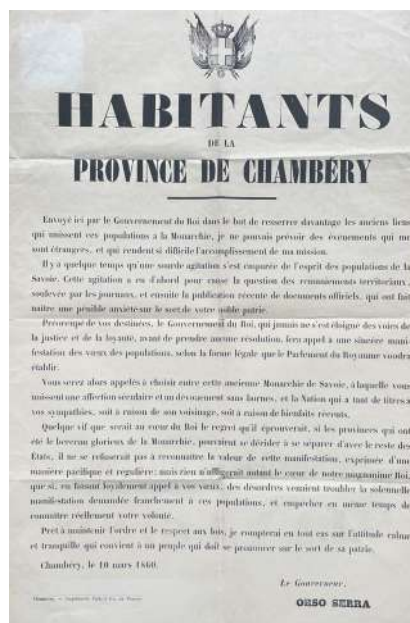 HABITANTS
DE LA
PROVINCE DE CHAMBÉRY
Envoyé ici par le Gouvernement du Roi dans le but de resserrer davantage les anciens liens
qui unissent ces populations à la Monarchie, je ne pouvais prévoir des événements qui me
sont étrangers, et qui rendent si difficile l'accomplissement de ma mission.
Il y a quelque temps qu'une sourde agitation s'est emparée de l'esprit des populations de la
Savoie. Cette agitation a eu d'abord pour cause la question des remaniements territoriaux,
soulevée par les journaux, et ensuite la publication récente de documents officiels, qui ont fait
naître une pénible anxiété sur le sort de votre noble patrie.
Préoccupé de vos destinées, le Gouvernement du Roi, qui jamais ne s'est éloigné des voies de
la justice et de la loyauté, avant de prendre aucune résolution, fera appel à une sincère mani-
festation des vœux des populations, selon la forme légale que le Parlement du Royaume voudra
établir.
Vous serez alors appelés à choisir entre cette ancienne Monarchie de Savoie, à laquelle vous
unissent une affection séculaire et un dévouement sans bornes, et la Nation qui a tant de titres à
vos sympathies, soit à raison de son voisinage, soit à raison de bienfaits récents.
Quelque vif que serait au cœur du Roi le regret qu'il éprouverait, si les provinces qui ont
été le berceau glorieux de la Monarchie, pouvaient se décider à se séparer d'avec le reste des
Etats, il ne se refuserait pas à reconnaître la valeur de cette manifestation, exprimée d'une
manière pacifique et régulière; mais rien n'affligerait autant le cœur de notre magnanime Roi,
que si, en faisant loyalement appel à vos vœux, des désordres venaient troubler la solennelle
manifestation demandée franchement à ces populations, et empêcher en même temps de
connaître réellement votre volonté.
Prêt à maintenir l'ordre et le respect aux lois, je compterai en tout cas sur l'attitude calme
et tranquille qui convient à un peuple qui doit se prononcer sur le sort de sa patrie.
Chambéry, le 10 mars 1860.
Le Gouverneur,
ORSO SERRA